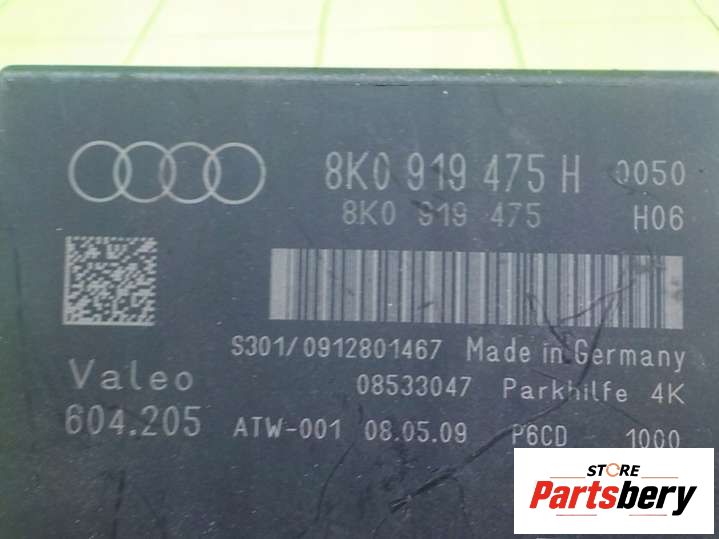 8K0 919 475 H 0050
8K0 919 475 H06
S301/0912801467 Made in Germany
Valeo 08533047 Parkhilfe 4K
604.205 ATW-001 08.05.09 P6CD 1000
STORE
Partsbery